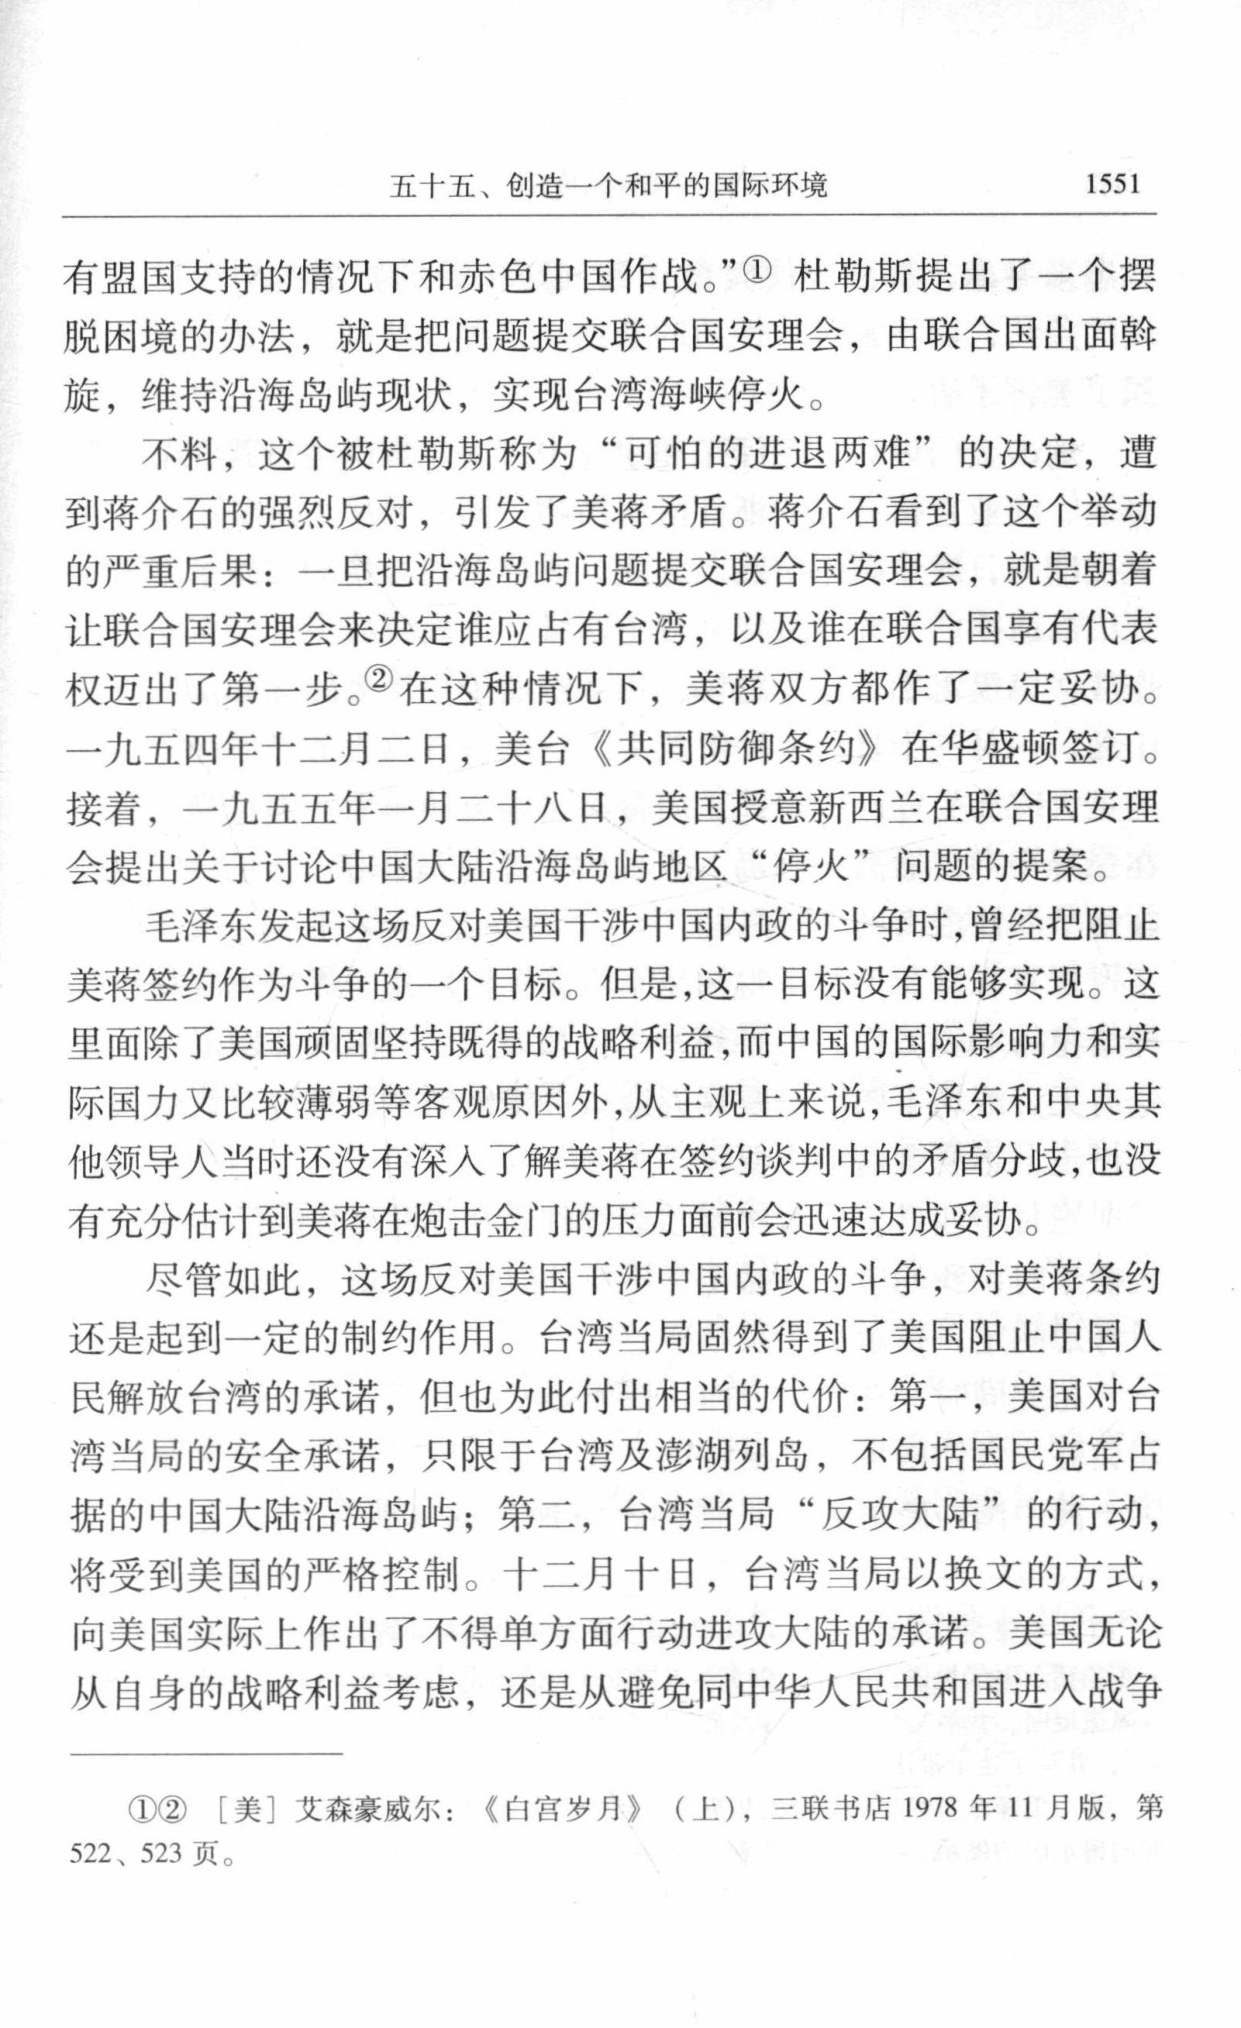 五十五、创造一个和平的国际环境 1551
有盟国支持的情况下和赤色中国作战。”① 杜勒斯提出了一个摆
脱困境的办法，就是把问题提交联合国安理会，由联合国出面斡
旋，维持沿海岛屿现状，实现台湾海峡停火。
不料，这个被杜勒斯称为“可怕的进退两难”的决定，遭
到蒋介石的强烈反对，引发了美蒋矛盾。蒋介石看到了这个举动
的严重后果：一旦把沿海岛屿问题提交联合国安理会，就是朝着
让联合国安理会来决定谁应占有台湾，以及谁在联合国享有代表
权迈出了第一步。②在这种情况下，美蒋双方都作了一定妥协。
一九五四年十二月二日，美台《共同防御条约》在华盛顿签订。
接着，一九五五年一月二十八日，美国授意新西兰在联合国安理
会提出关于讨论中国大陆沿海岛屿地区“停火”问题的提案。
毛泽东发起这场反对美国干涉中国内政的斗争时,曾经把阻止
美蒋签约作为斗争的一个目标。但是,这一目标没有能够实现。这
里面除了美国顽固坚持既得的战略利益,而中国的国际影响力和实
际国力又比较薄弱等客观原因外,从主观上来说,毛泽东和中央其
他领导人当时还没有深入了解美蒋在签约谈判中的矛盾分歧,也没
有充分估计到美蒋在炮击金门的压力面前会迅速达成妥协。
尽管如此，这场反对美国干涉中国内政的斗争，对美蒋条约
还是起到一定的制约作用。台湾当局固然得到了美国阻止中国人
民解放台湾的承诺，但也为此付出相当的代价：第一，美国对台
湾当局的安全承诺，只限于台湾及澎湖列岛，不包括国民党军占
据的中国大陆沿海岛屿；第二，台湾当局“反攻大陆”的行动，
将受到美国的严格控制。十二月十日，台湾当局以换文的方式，
向美国实际上作出了不得单方面行动进攻大陆的承诺。美国无论
从自身的战略利益考虑，还是从避免同中华人民共和国进入战争
①② ［美］艾森豪威尔：《白宫岁月》（上），三联书店 1978 年 11 月版，第
522、523 页。